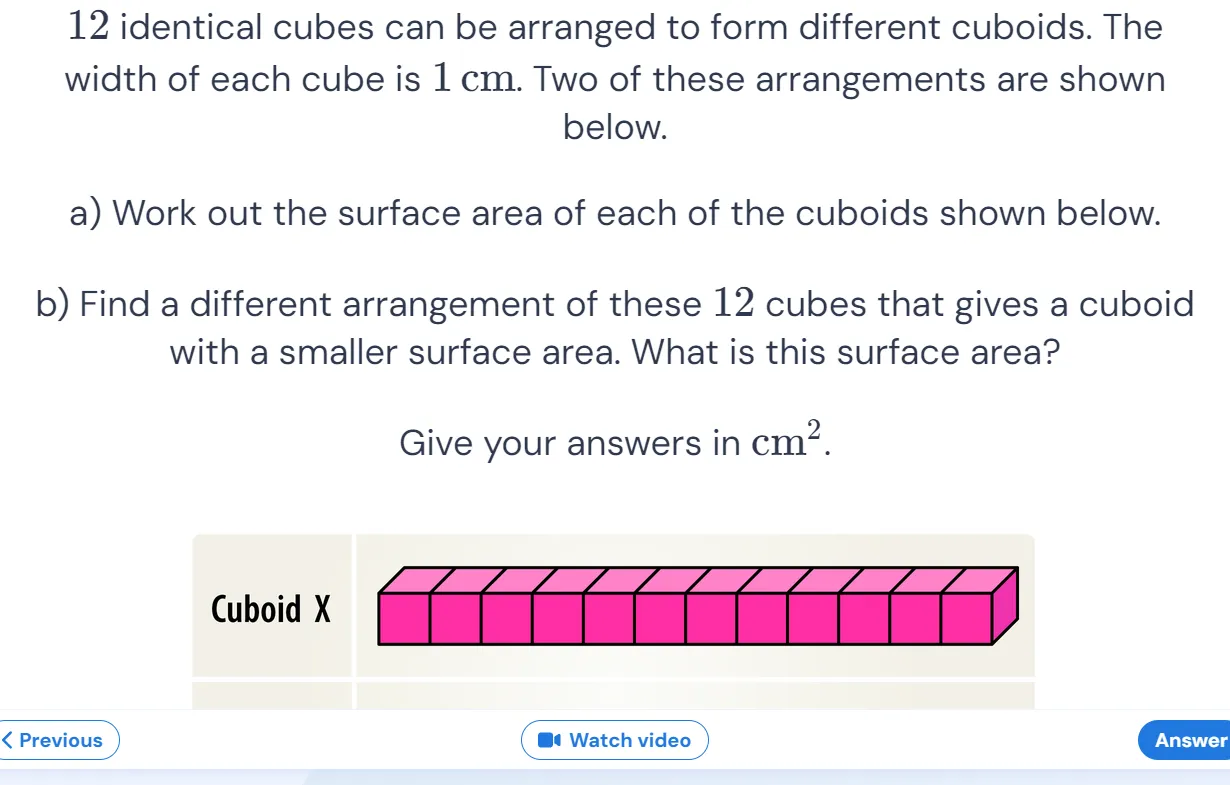 12 identical cubes can be arranged to form different cuboids. The
width of each cube is 1 cm. Two of these arrangements are shown
below.
a) Work out the surface area of each of the cuboids shown below.
b) Find a different arrangement of these 12 cubes that gives a cuboid
with a smaller surface area. What is this surface area?
Give your answers in cm².
Cuboid X
< Previous
Watch video
Answer